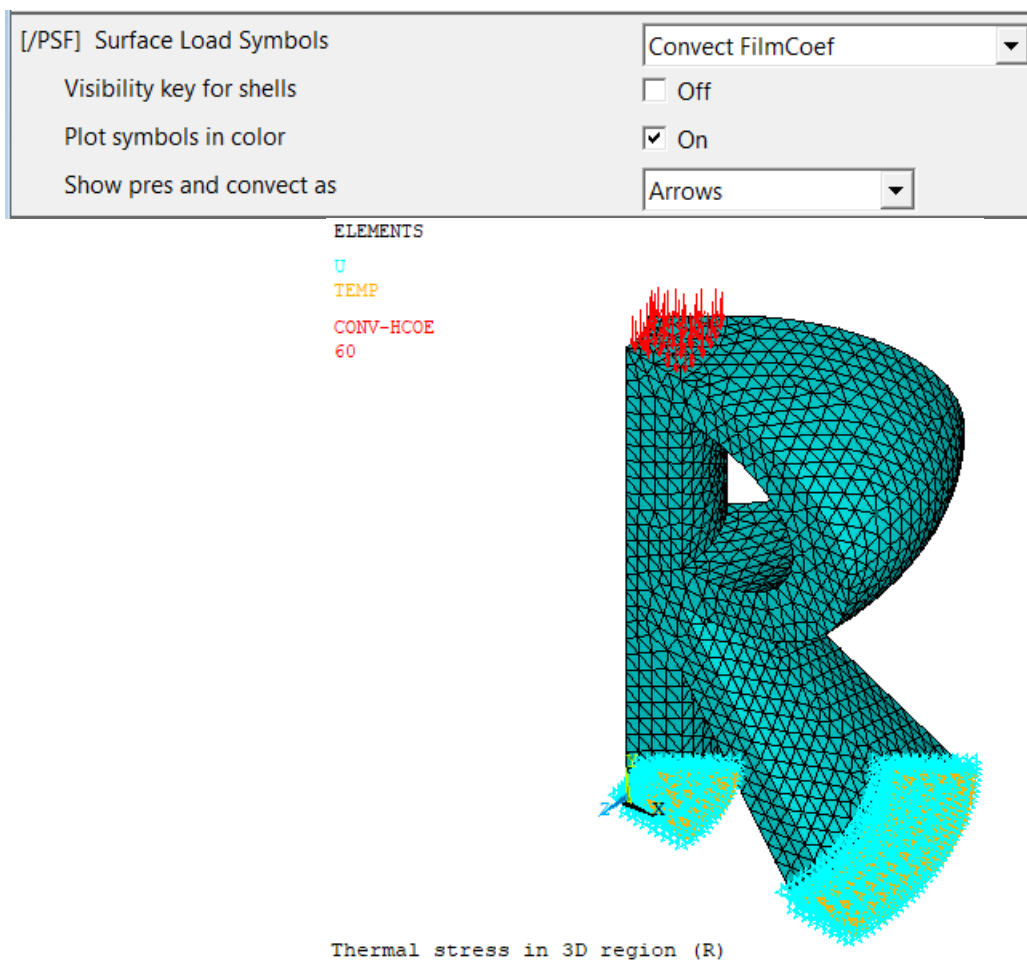 [/PSF] Surface Load Symbols Convect FilmCoef
Visibility key for shells Off
Plot symbols in color On
Show pres and convect as Arrows
ELEMENTS
U
TEMP
CONV-HCOE
60
Y
Z X
Thermal stress in 3D region (R)